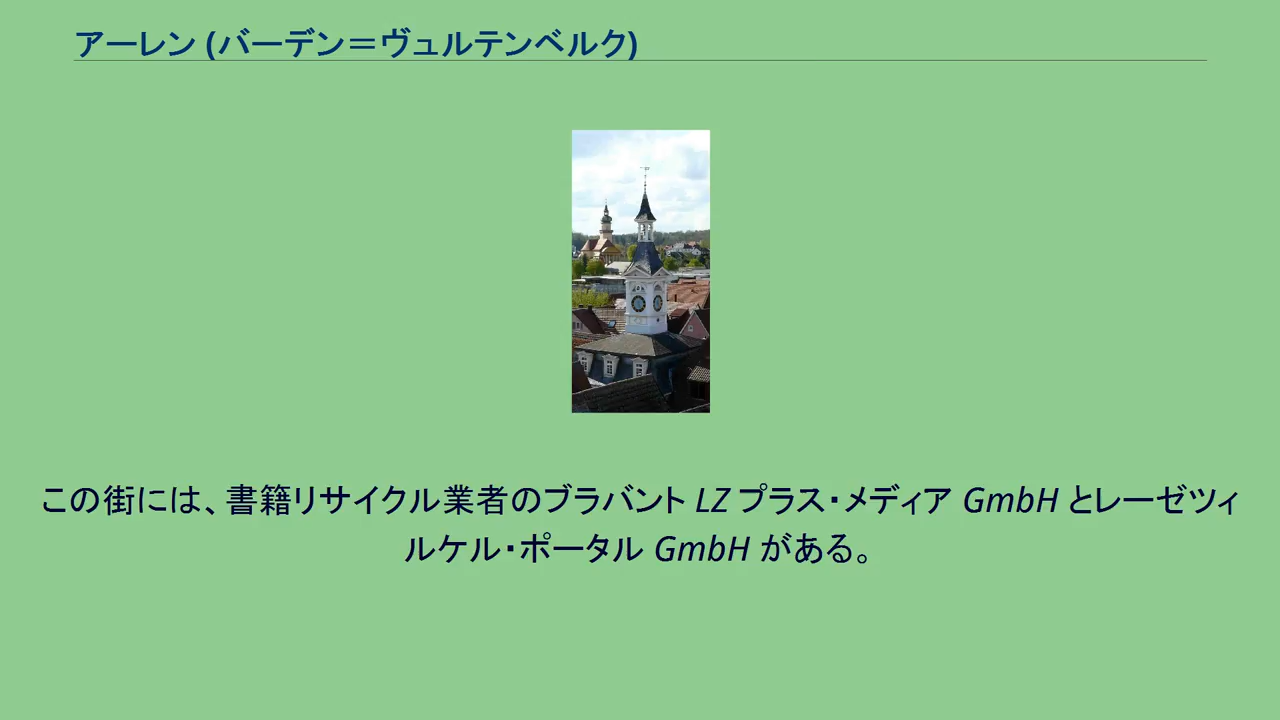 アーレン (バーデン＝ヴュルテンベルク)
この街には、書籍リサイクル業者のブラバント LZ プラス・メディア GmbH とレーゼツィ
ルケル・ポータル GmbH がある。